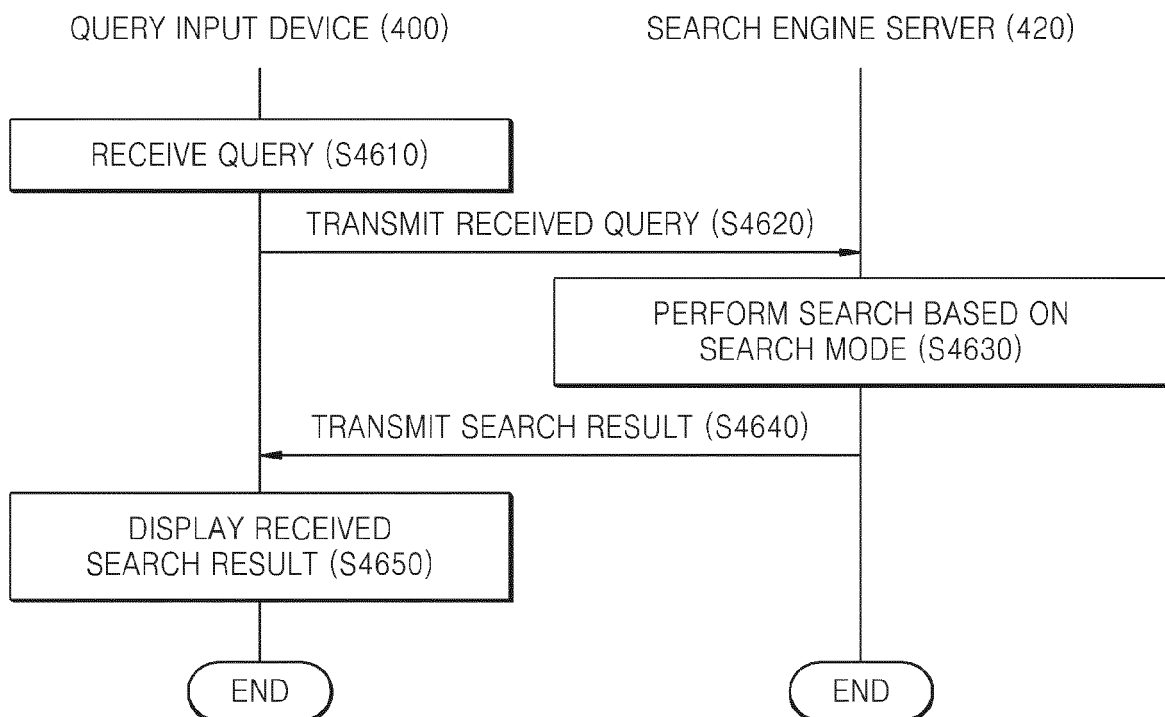 QUERY INPUT DEVICE (400)
SEARCH ENGINE SERVER (420)
RECEIVE QUERY (S4610)
TRANSMIT RECEIVED QUERY (S4620)
PERFORM SEARCH BASED ON
SEARCH MODE (S4630)
TRANSMIT SEARCH RESULT (S4640)
DISPLAY RECEIVED
SEARCH RESULT (S4650)
END
END